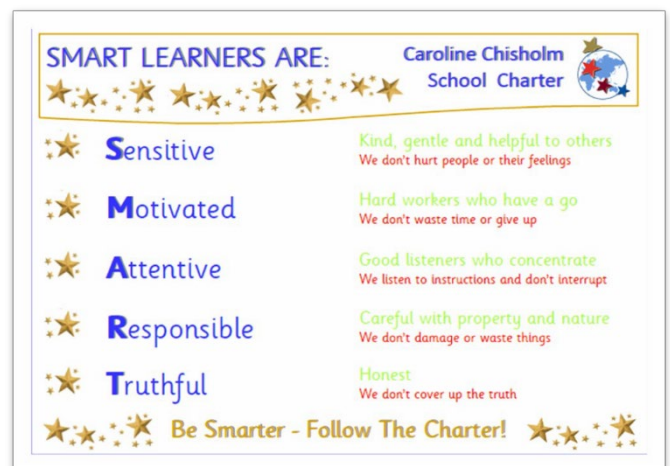 SMART LEARNERS ARE:
Caroline Chisholm
School Charter
Sensitive
Kind, gentle and helpful to others
We don't hurt people or their feelings
Motivated
Hard workers who have a go
We don't waste time or give up
Attentive
Good listeners who concentrate
We listen to instructions and don't interrupt
Responsible
Careful with property and nature
We don't damage or waste things
Truthful
Honest
We don't cover up the truth
Be Smarter - Follow The Charter!